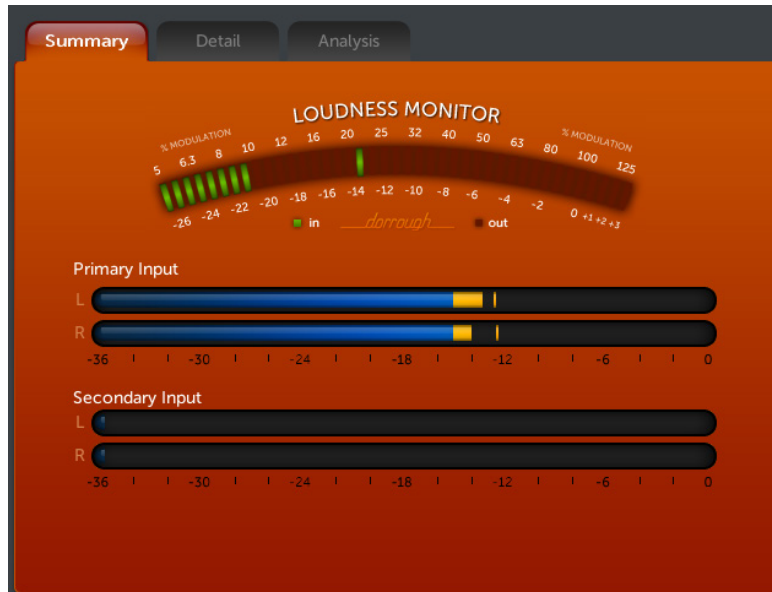 Summary Detail Analysis
LOUDNESS MONITOR
% MODULATION % MODULATION
5 6.3 8 10 12 16 20 25 32 40 50 63 80 100 125
-26 -24 -22 -20 -18 -16 -14 -12 -10 -8 -6 -4 -2 0 +1 +2 +3
in dorrough out
Primary Input
L
R
-36 -30 -24 -18 -12 -6 0
Secondary Input
L
R
-36 -30 -24 -18 -12 -6 0